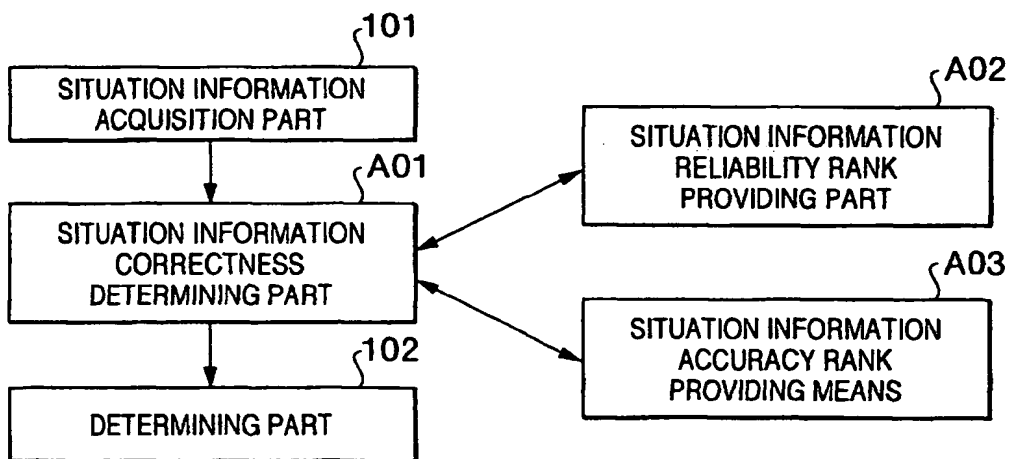 101
SITUATION INFORMATION
ACQUISITION PART
A01
SITUATION INFORMATION
CORRECTNESS
DETERMINING PART
102
DETERMINING PART
A02
SITUATION INFORMATION
RELIABILITY RANK
PROVIDING PART
A03
SITUATION INFORMATION
ACCURACY RANK
PROVIDING MEANS